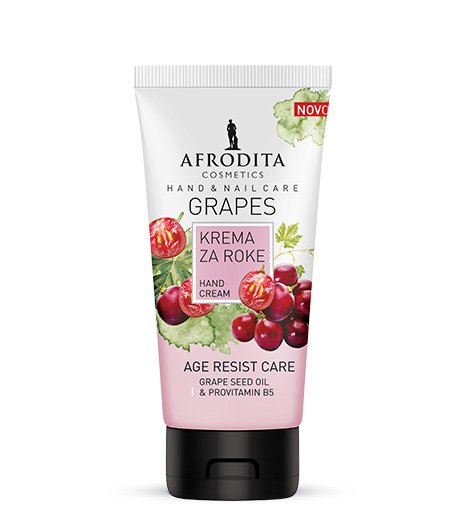 NOVO
AFRODITA
COSMETICS
HAND & NAIL CARE
GRAPES
KREMA
ZA ROKE
HAND
CREAM
AGE RESIST CARE
GRAPE SEED OIL
& PROVITAMIN B5